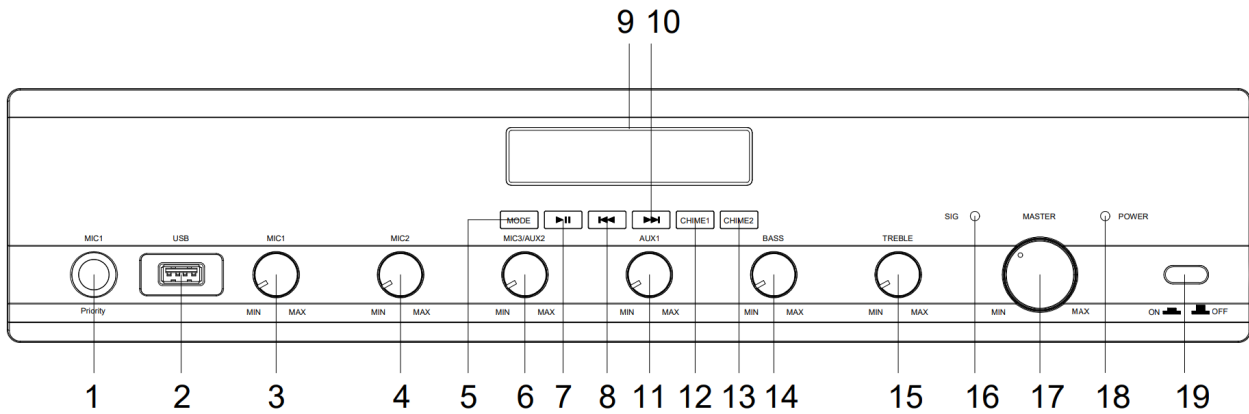 9 10
MODE CHIME1 CHIME2
SIG MASTER POWER
MIC1 USB MIC1 MIC2 MIC3/AUX2 AUX1 BASS TREBLE
Priority
MIN MAX MIN MAX MIN MAX MIN MAX MIN MAX MIN MAX MIN MAX ON OFF
1 2 3 4 5 6 7 8 11 12 13 14 15 16 17 18 19